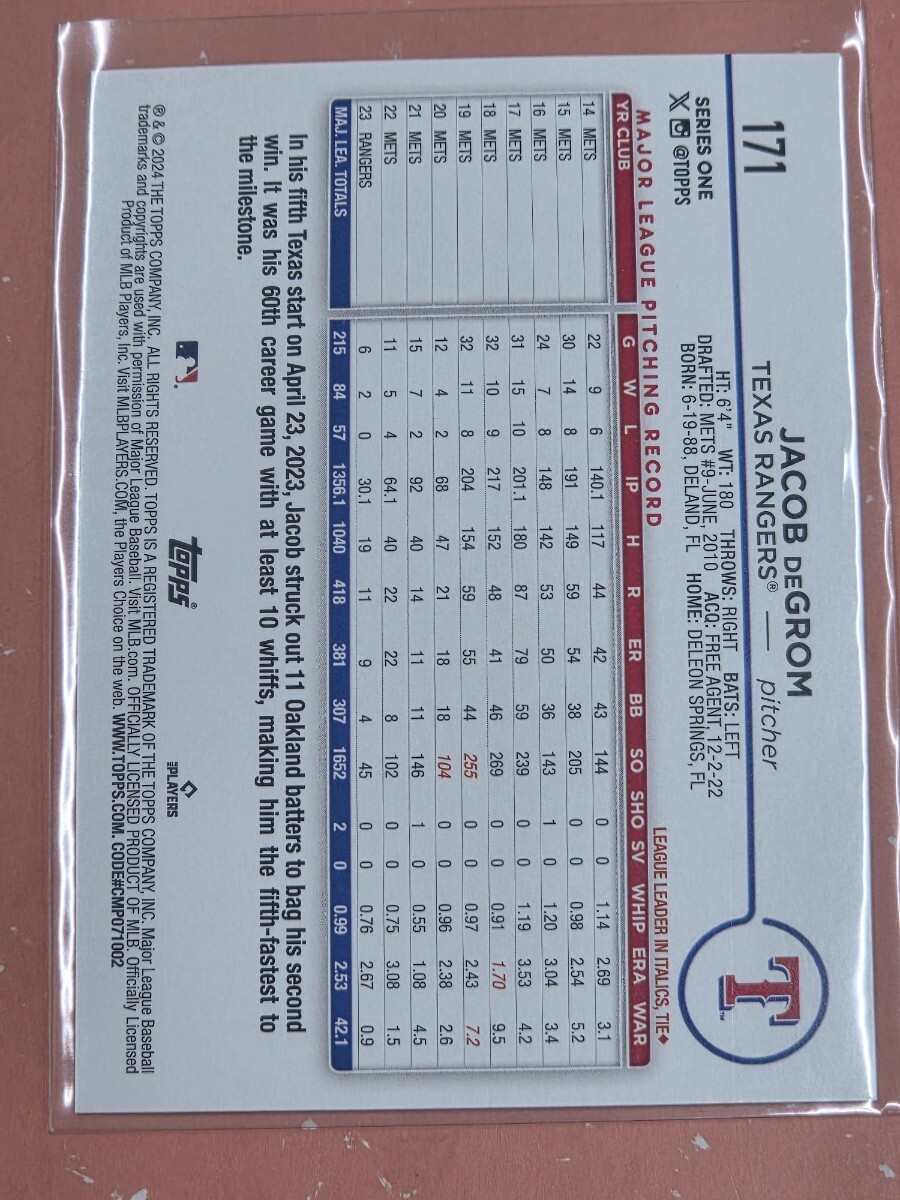 171
JACOB DEGROM
TEXAS RANGERS® — pitcher
SERIES ONE
@TOPPS
HT: 6'4" WT: 180 THROWS: RIGHT BATS: LEFT
DRAFTED: METS #9-JUNE, 2010 ACQ: FREE AGENT, 12-2-22
BORN: 6-19-88, DELAND, FL HOME: DELEON SPRINGS, FL
T™
MAJOR LEAGUE PITCHING RECORD
LEAGUE LEADER IN ITALICS, TIE♦
YR CLUB G W L IP H R ER BB SO SHO SV WHIP ERA WAR
14 METS 22 9 6 140.1 117 44 42 43 144 0 0 1.14 2.69 3.1
15 METS 30 14 8 191 149 59 54 38 205 0 0 0.98 2.54 5.2
16 METS 24 7 8 148 142 53 50 36 143 1 0 1.20 3.04 3.4
17 METS 31 15 10 201.1 180 87 79 59 239 0 0 1.19 3.53 4.2
18 METS 32 10 9 217 152 48 41 46 269 0 0 0.91 1.70 9.5
19 METS 32 11 8 204 154 59 55 44 255 0 0 0.97 2.43 7.2
20 METS 12 4 2 68 47 21 18 18 104 0 0 0.96 2.38 2.6
21 METS 15 7 2 92 40 14 11 11 146 1 0 0.55 1.08 4.5
22 METS 11 5 4 64.1 40 22 22 8 102 0 0 0.75 3.08 1.5
23 RANGERS 6 2 0 30.1 19 11 9 4 45 0 0 0.76 2.67 0.9
MAJ. LEA. TOTALS 215 84 57 1356.1 1040 418 381 307 1652 2 0 0.99 2.53 42.1
In his fifth Texas start on April 23, 2023, Jacob struck out 11 Oakland batters to bag his second
win. It was his 60th career game with at least 10 whiffs, making him the fifth-fastest to
the milestone.
topps®
THE PLAYERS
® & © 2024 THE TOPPS COMPANY, INC. ALL RIGHTS RESERVED. TOPPS IS A REGISTERED TRADEMARK OF THE TOPPS COMPANY, INC. Major League Baseball
trademarks and copyrights are used with permission of Major League Baseball. Visit MLB.com. OFFICIALLY LICENSED PRODUCT OF MLB. Officially Licensed
Product of MLB Players, Inc. Visit MLBPLAYERS.COM, the Players Choice on the web. WWW.TOPPS.COM. CODE#CMP071002